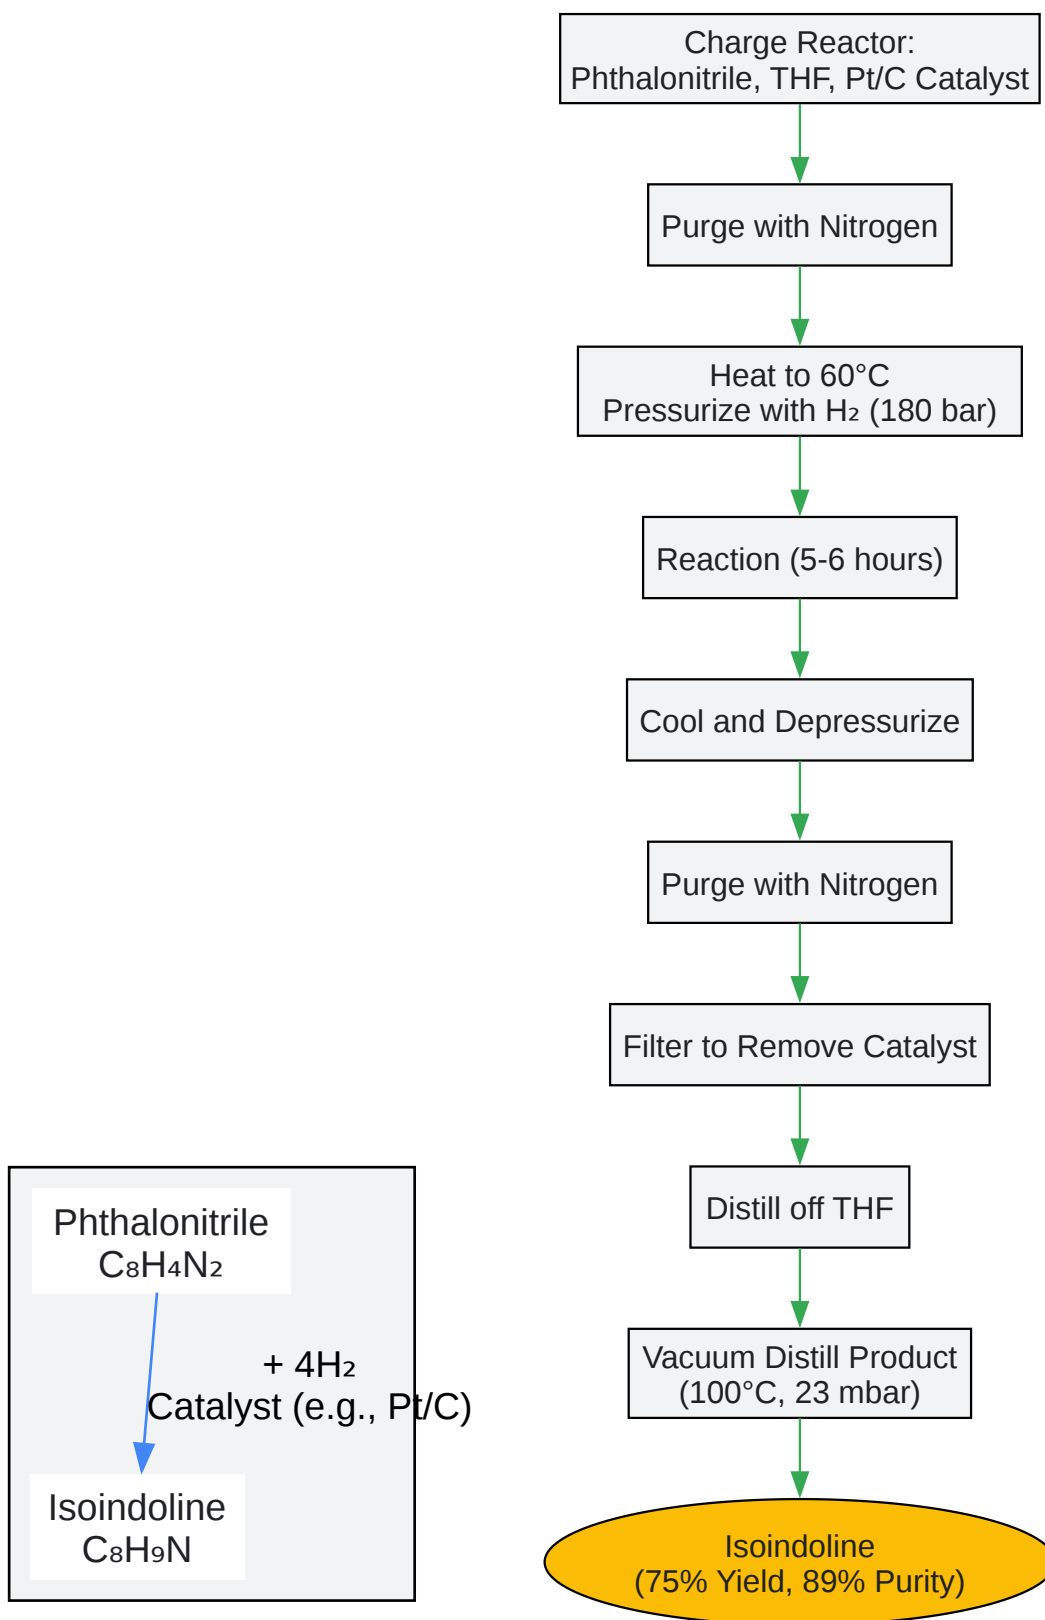 Charge Reactor:
Phthalonitrile, THF, Pt/C Catalyst
Purge with Nitrogen
Heat to 60°C
Pressurize with H₂ (180 bar)
Reaction (5-6 hours)
Cool and Depressurize
Purge with Nitrogen
Filter to Remove Catalyst
Distill off THF
Vacuum Distill Product
(100°C, 23 mbar)
Isoindoline
(75% Yield, 89% Purity)
Phthalonitrile
C₈H₄N₂
+ 4H₂
Catalyst (e.g., Pt/C)
Isoindoline
C₈H₉N